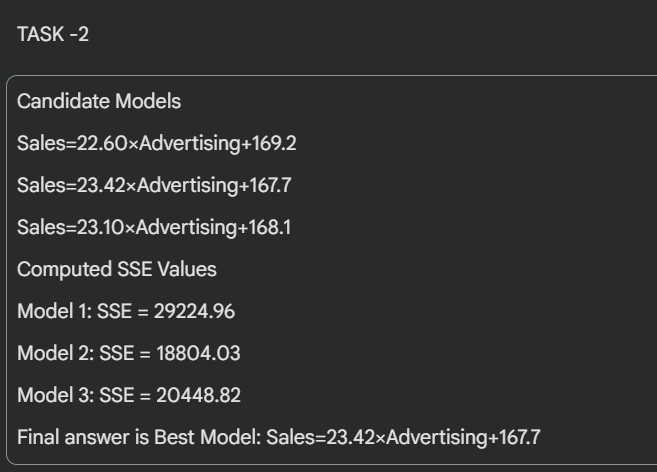 TASK -2
Candidate Models
Sales=22.60×Advertising+169.2
Sales=23.42×Advertising+167.7
Sales=23.10×Advertising+168.1
Computed SSE Values
Model 1: SSE = 29224.96
Model 2: SSE = 18804.03
Model 3: SSE = 20448.82
Final answer is Best Model: Sales=23.42×Advertising+167.7